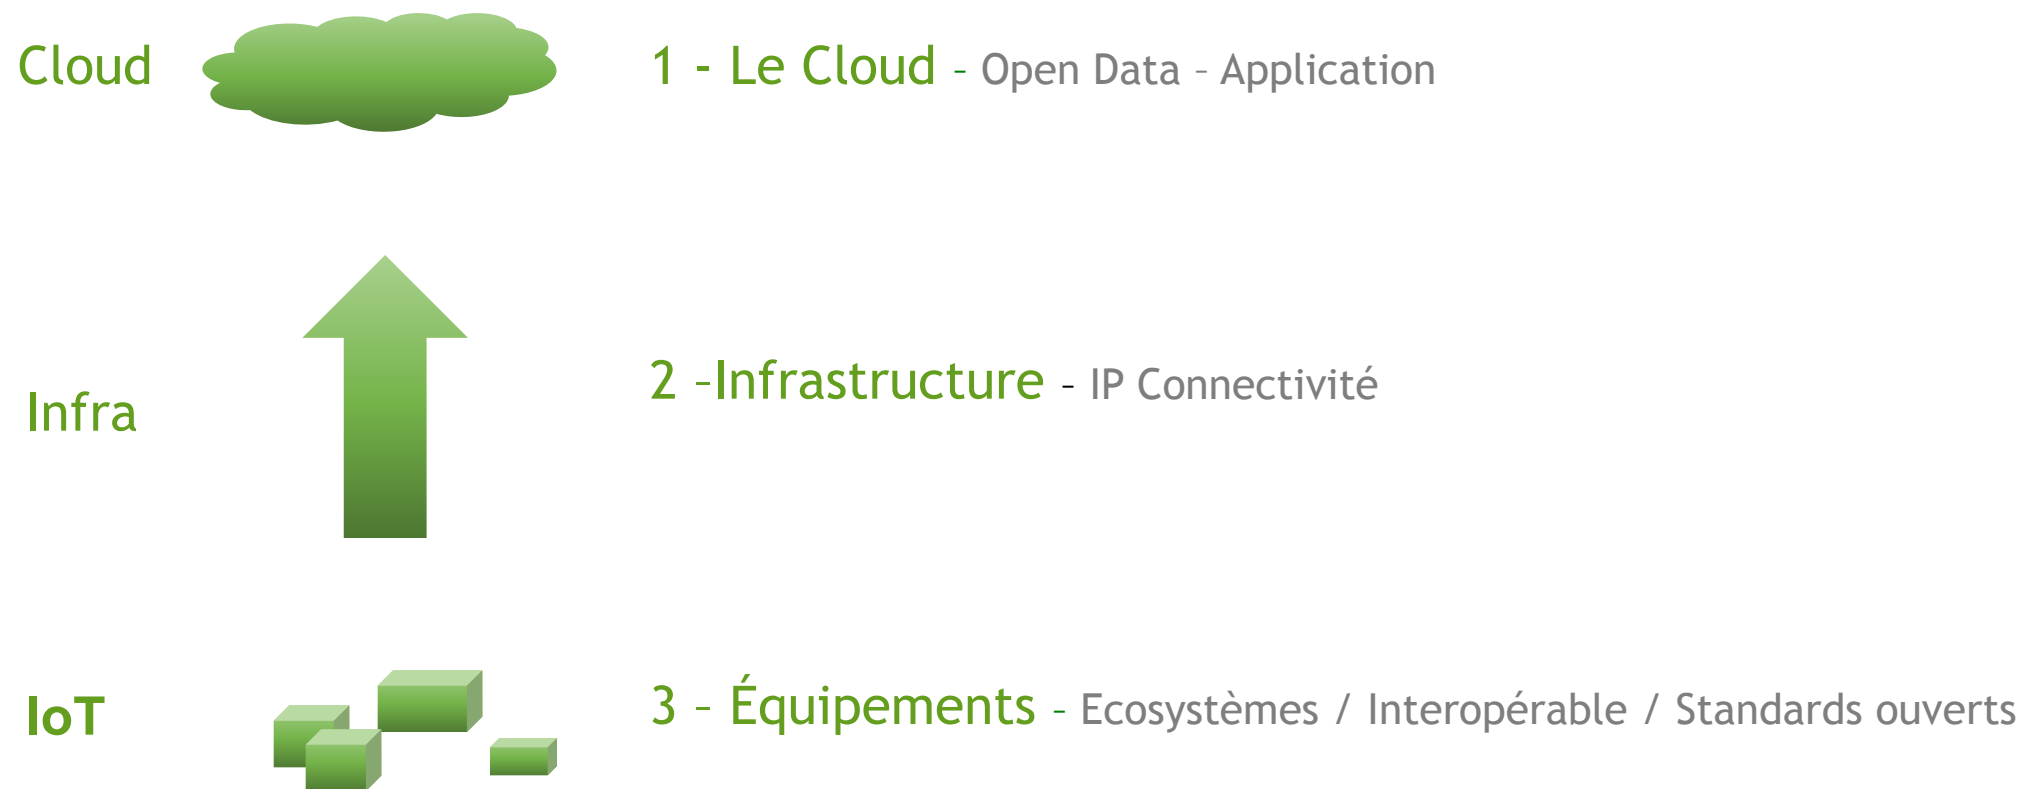 Cloud
1 - Le Cloud – Open Data – Application
2 –Infrastructure – IP Connectivité
Infra
3 – Équipements – Ecosystèmes / Interopérable / Standards ouverts
IoT